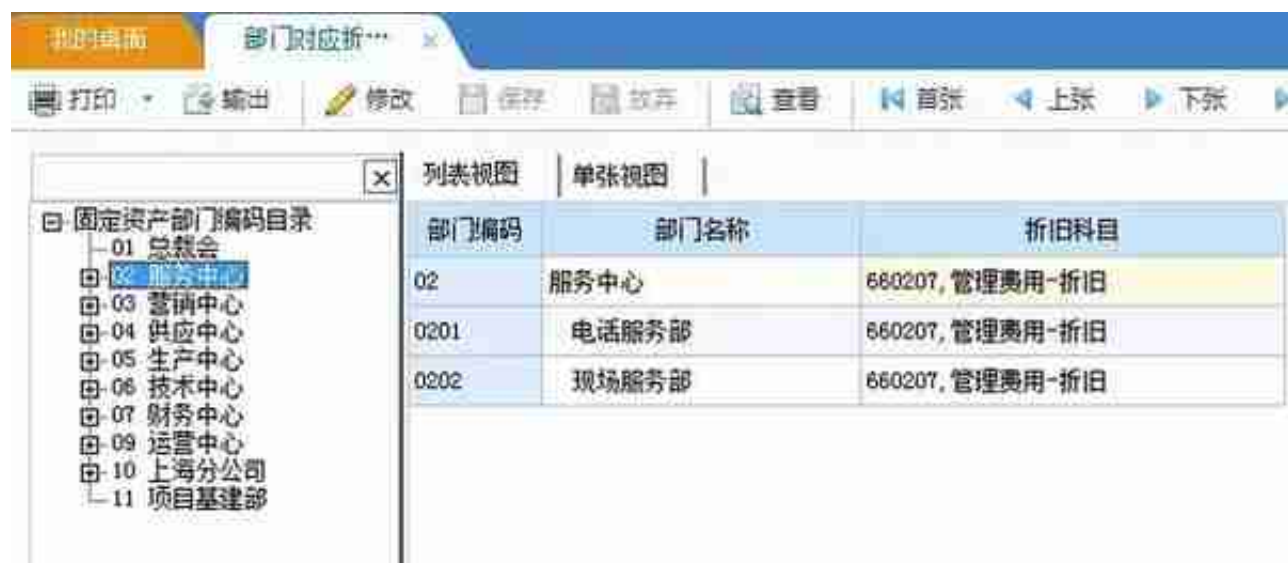 我的桌面 部门对应折…
打印 输出 修改 保存 放弃 查看 首张 上张 下张
列表视图 单张视图
固定资产部门编码目录
01 总裁会
02 服务中心
03 营销中心
04 供应中心
05 生产中心
06 技术中心
07 财务中心
09 运营中心
10 上海分公司
11 项目基建部
部门编码 部门名称 折旧科目
02 服务中心 660207,管理费用-折旧
0201 电话服务部 660207,管理费用-折旧
0202 现场服务部 660207,管理费用-折旧